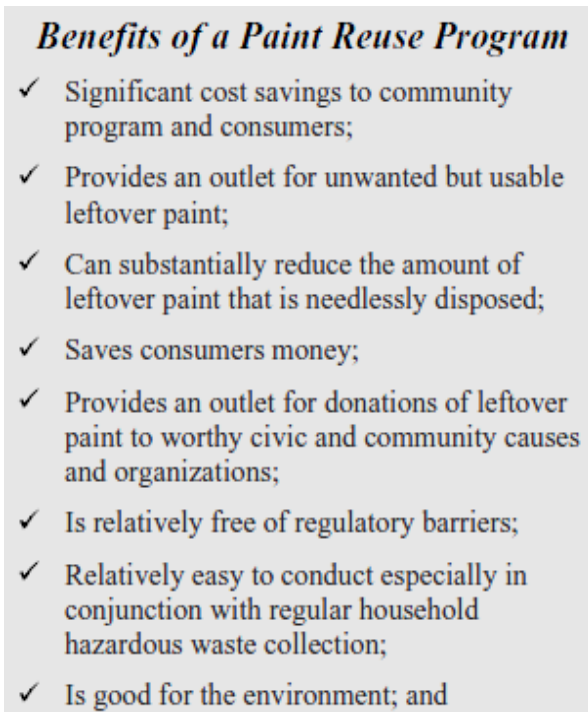 Benefits of a Paint Reuse Program
✓ Significant cost savings to community
program and consumers;
✓ Provides an outlet for unwanted but usable
leftover paint;
✓ Can substantially reduce the amount of
leftover paint that is needlessly disposed;
✓ Saves consumers money;
✓ Provides an outlet for donations of leftover
paint to worthy civic and community causes
and organizations;
✓ Is relatively free of regulatory barriers;
✓ Relatively easy to conduct especially in
conjunction with regular household
hazardous waste collection;
✓ Is good for the environment; and